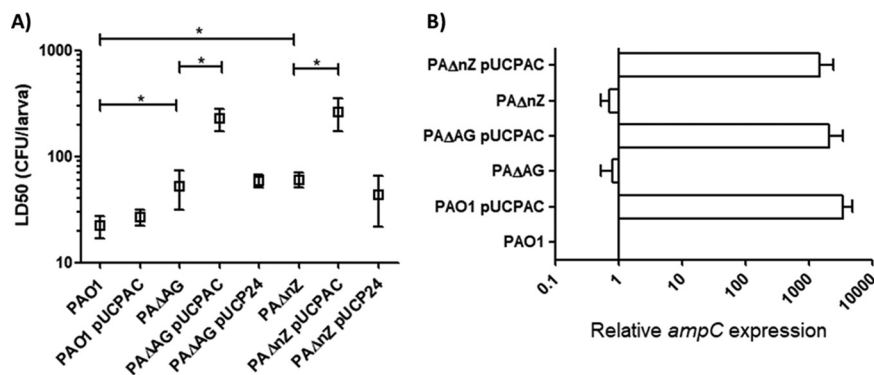 A)
LD50 (CFU/larva)
1000
100
10
*
*
*
*
PAO1
PAO1 pUCPAC
PAΔAG
PAΔAG pUCPAC
PAΔAG pUCP24
PAΔnZ
PAΔnZ pUCPAC
PAΔnZ pUCP24
B)
PAΔnZ pUCPAC
PAΔnZ
PAΔAG pUCPAC
PAΔAG
PAO1 pUCPAC
PAO1
0.1
1
10
100
1000
10000
Relative ampC expression